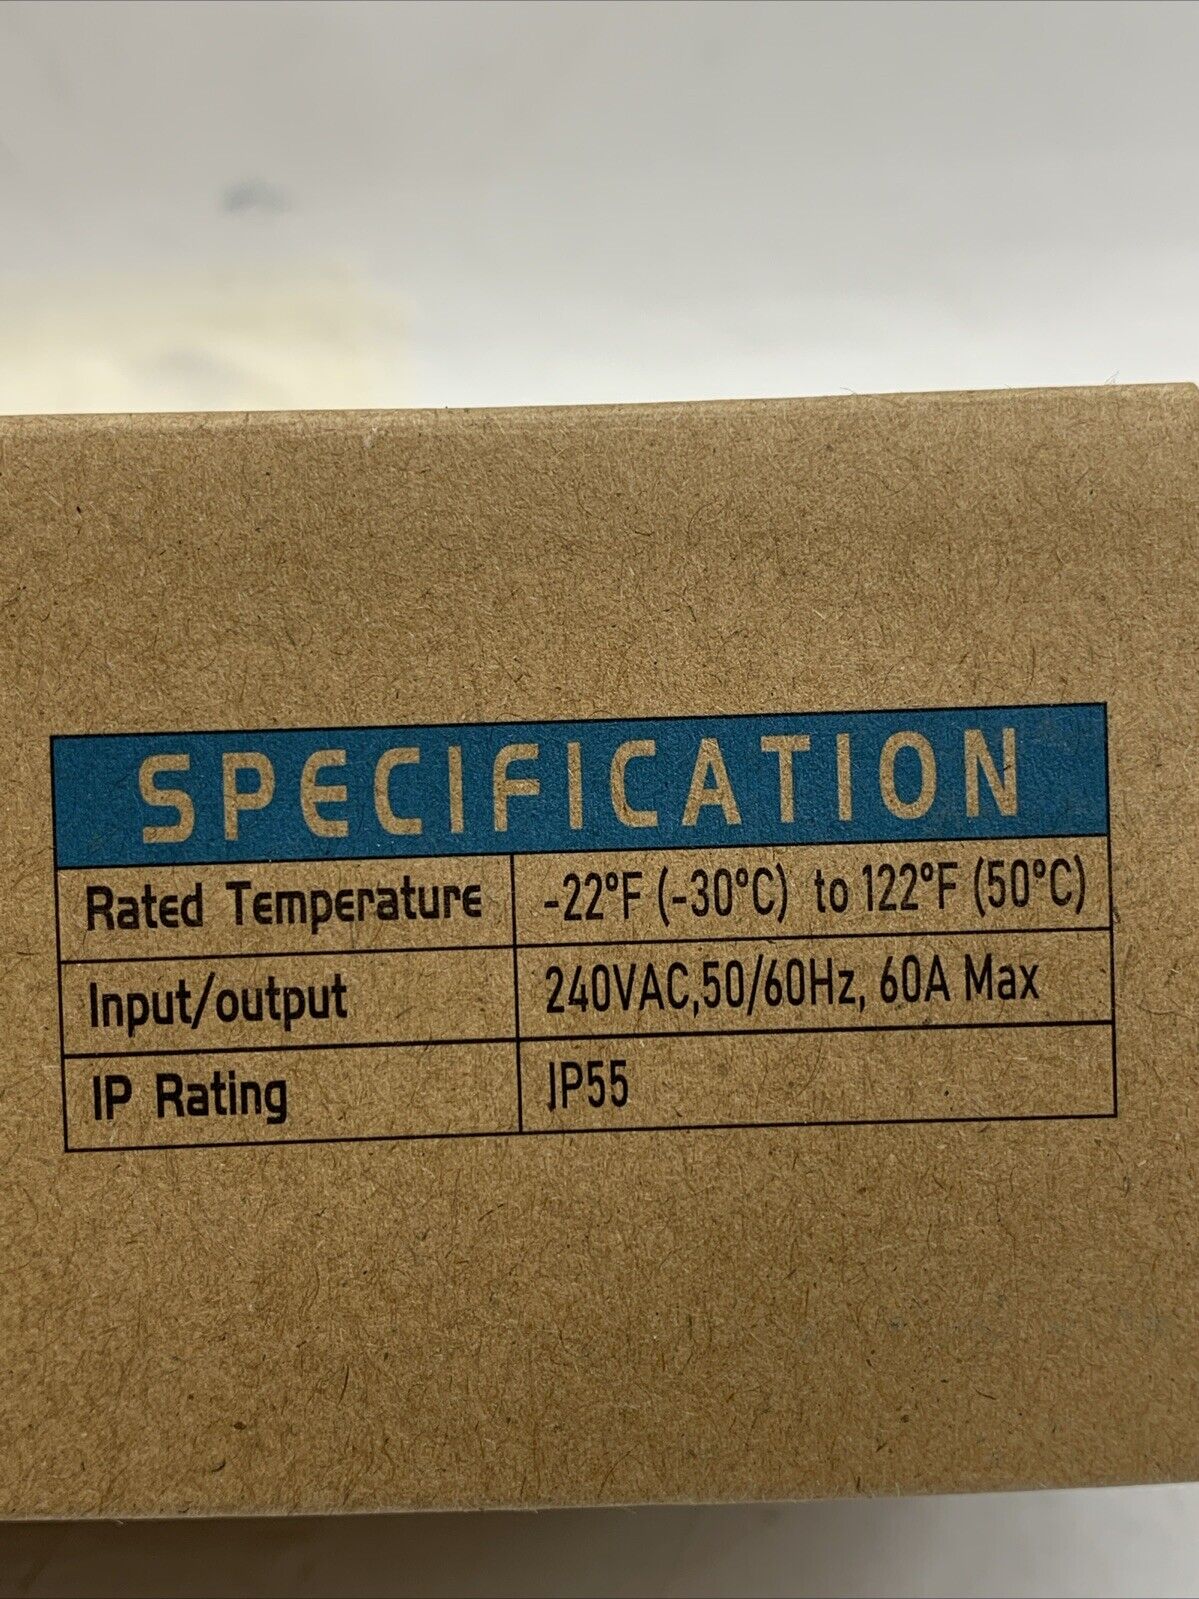 SPECIFICATION
Rated Temperature -22°F (-30°C) to 122°F (50°C)
Input/output 240VAC,50/60Hz, 60A Max
IP Rating IP55